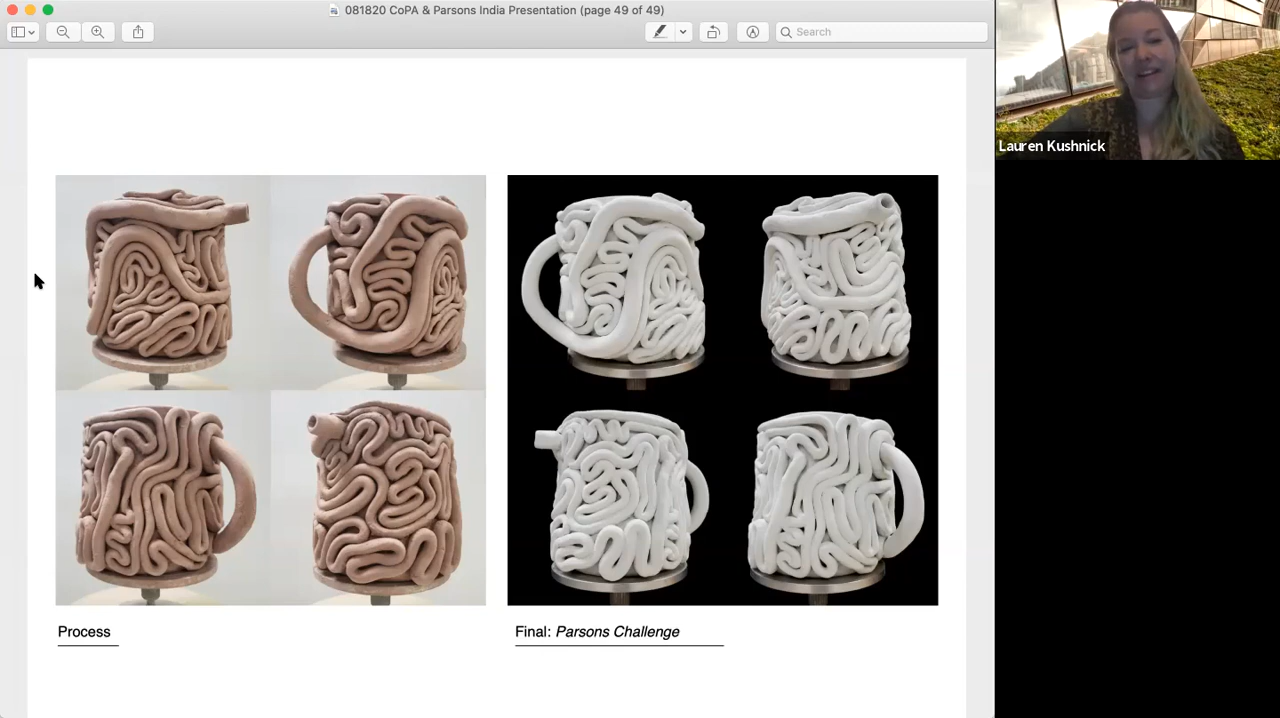 081820 CoPA & Parsons India Presentation (page 49 of 49)
Search
Lauren Kushnick
Process
Final: Parsons Challenge